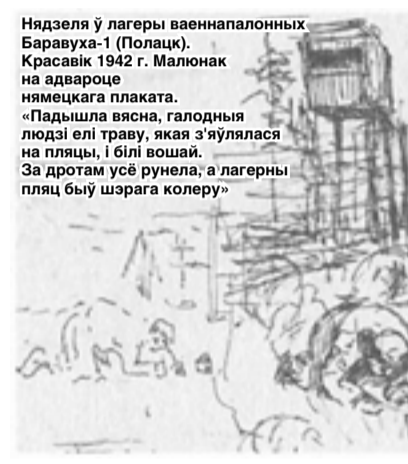 Нядзеля ў лагеры ваеннапалонных
Баравуха-1 (Полацк).
Красавік 1942 г. Малюнак
на адвароце
нямецкага плаката.
«Падышла вясна, галодныя
людзі елі траву, якая з'яўлялася
на пляцы, і білі вошай.
За дротам усё рунела, а лагерны
пляц быў шэрага колеру»